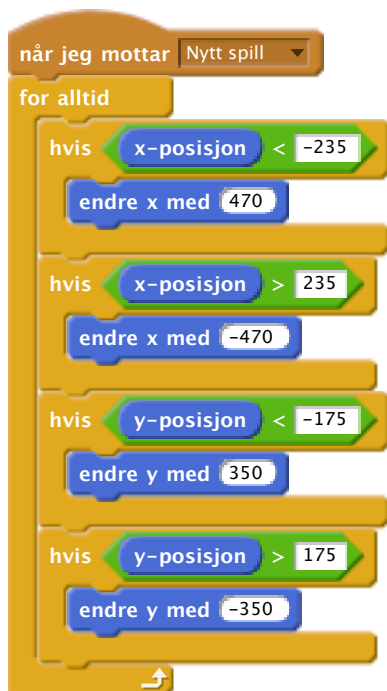 når jeg mottar Nytt spill
for alltid
hvis x-posisjon < -235
endre x med 470
hvis x-posisjon > 235
endre x med -470
hvis y-posisjon < -175
endre y med 350
hvis y-posisjon > 175
endre y med -350